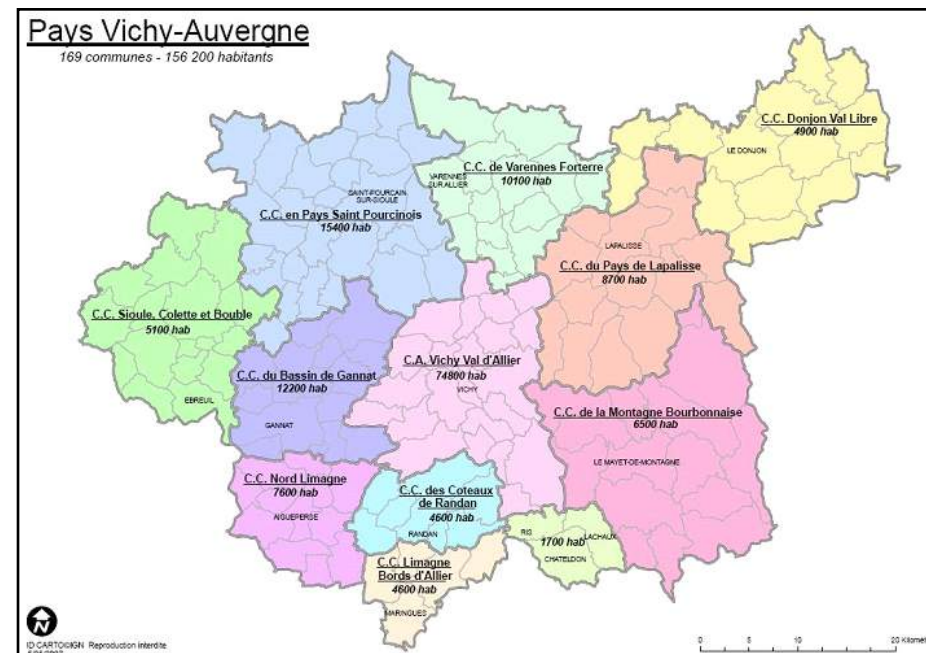 Pays Vichy-Auvergne
169 communes - 156 200 habitants
C.C. Donjon Val Libre
4900 hab
LE DONJON
C.C. de Varennes Forterre
10100 hab
VARENNES
SUR ALLIER
SAINT-POURCAIN
SUR-SIOULE
C.C. en Pays Saint Pourcinois
15400 hab
LAPALISSE
C.C. du Pays de Lapalisse
8700 hab
C.C. Sioule, Colette et Bouble
5100 hab
EBREUIL
C.C. du Bassin de Gannat
12200 hab
GANNAT
C.A. Vichy Val d'Allier
74800 hab
VICHY
C.C. de la Montagne Bourbonnaise
6500 hab
LE MAYET-DE-MONTAGNE
C.C. Nord Limagne
7600 hab
AIGUEPERSE
C.C. des Coteaux
de Randan
4600 hab
RANDAN
RIS
LACHAUX
1700 hab
CHATELDON
C.C. Limagne
Bords d'Allier
4600 hab
MARINGUES
N
ID CARTO©IGN Reproduction interdite
0 5 10 20 Kilomet